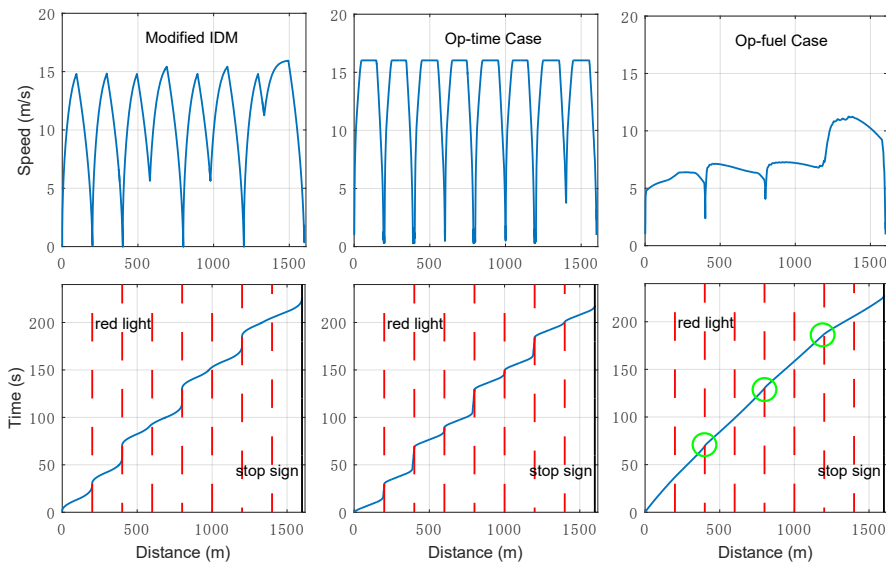 Modified IDM
Op-time Case
Op-fuel Case
Speed (m/s)
20
15
10
5
0
0 500 1000 1500
20
15
10
5
0
0 500 1000 1500
20
15
10
5
0
0 500 1000 1500
Time (s)
200
150
100
50
0
red light
stop sign
0 500 1000 1500
Distance (m)
200
150
100
50
0
red light
stop sign
0 500 1000 1500
Distance (m)
200
150
100
50
0
red light
stop sign
0 500 1000 1500
Distance (m)